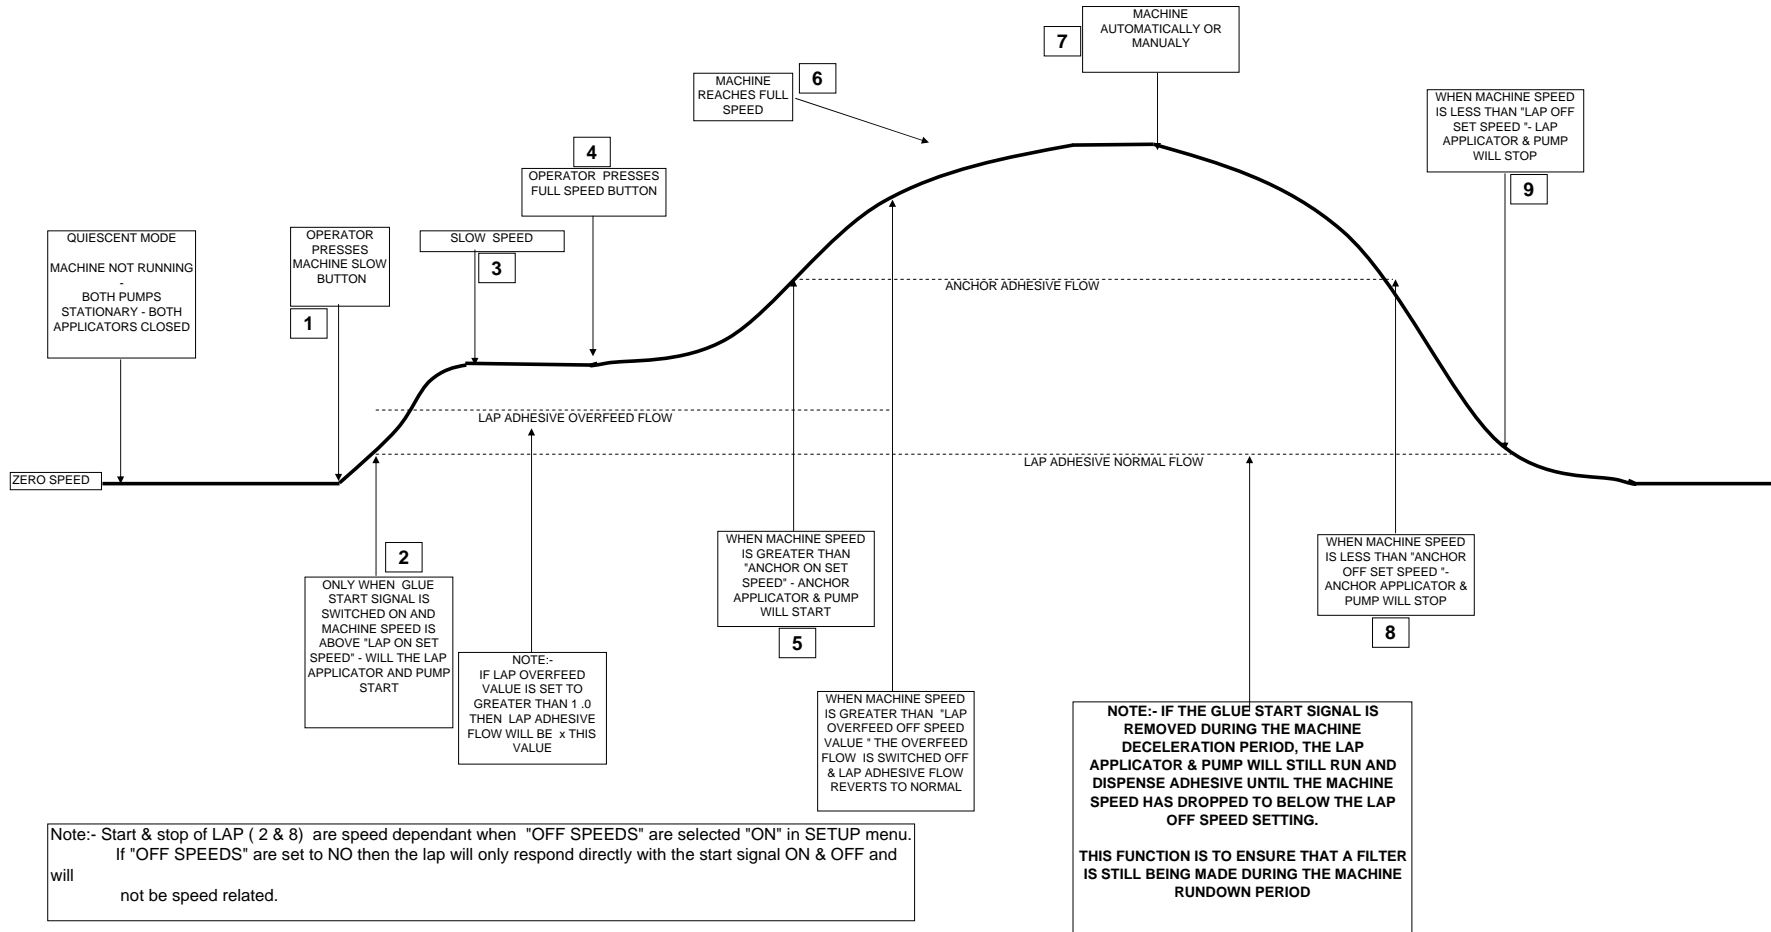 MACHINE
AUTOMATICALLY OR
MANUALY
7
MACHINE
REACHES FULL
SPEED
6
WHEN MACHINE SPEED
IS LESS THAN "LAP OFF
SET SPEED "- LAP
APPLICATOR & PUMP
WILL STOP
9
4
OPERATOR PRESSES
FULL SPEED BUTTON
QUIESCENT MODE
MACHINE NOT RUNNING
-
BOTH PUMPS
STATIONARY - BOTH
APPLICATORS CLOSED
OPERATOR
PRESSES
MACHINE SLOW
BUTTON
1
SLOW SPEED
3
ANCHOR ADHESIVE FLOW
LAP ADHESIVE OVERFEED FLOW
LAP ADHESIVE NORMAL FLOW
ZERO SPEED
2
ONLY WHEN GLUE
START SIGNAL IS
SWITCHED ON AND
MACHINE SPEED IS
ABOVE "LAP ON SET
SPEED" - WILL THE LAP
APPLICATOR AND PUMP
START
NOTE:-
IF LAP OVERFEED
VALUE IS SET TO
GREATER THAN 1 .0
THEN LAP ADHESIVE
FLOW WILL BE x THIS
VALUE
WHEN MACHINE SPEED
IS GREATER THAN
"ANCHOR ON SET
SPEED" - ANCHOR
APPLICATOR & PUMP
WILL START
5
WHEN MACHINE SPEED
IS GREATER THAN "LAP
OVERFEED OFF SPEED
VALUE " THE OVERFEED
FLOW IS SWITCHED OFF
& LAP ADHESIVE FLOW
REVERTS TO NORMAL
WHEN MACHINE SPEED
IS LESS THAN "ANCHOR
OFF SET SPEED "-
ANCHOR APPLICATOR &
PUMP WILL STOP
8
NOTE:- IF THE GLUE START SIGNAL IS
REMOVED DURING THE MACHINE
DECELERATION PERIOD, THE LAP
APPLICATOR & PUMP WILL STILL RUN AND
DISPENSE ADHESIVE UNTIL THE MACHINE
SPEED HAS DROPPED TO BELOW THE LAP
OFF SPEED SETTING.
THIS FUNCTION IS TO ENSURE THAT A FILTER
IS STILL BEING MADE DURING THE MACHINE
RUNDOWN PERIOD
Note:- Start & stop of LAP ( 2 & 8) are speed dependant when "OFF SPEEDS" are selected "ON" in SETUP menu.
If "OFF SPEEDS" are set to NO then the lap will only respond directly with the start signal ON & OFF and
will
not be speed related.